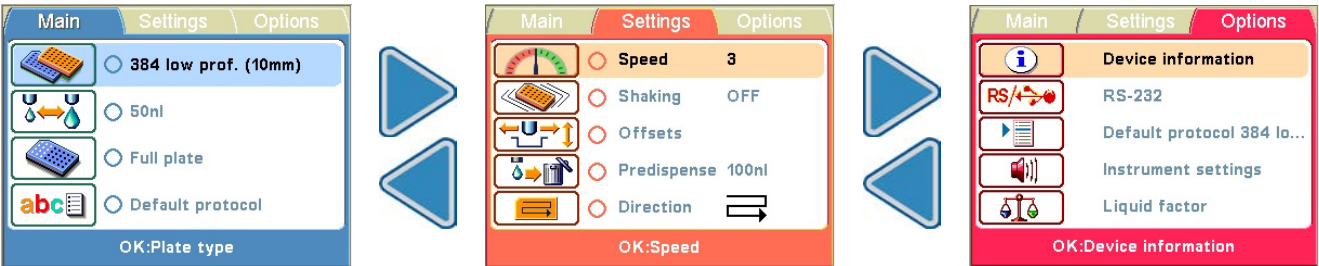 Main Settings Options
384 low prof. (10mm)
50nl
Full plate
abc Default protocol
OK:Plate type
Main Settings Options
Speed 3
Shaking OFF
Offsets
Predispense 100nl
Direction
OK:Speed
Main Settings Options
i Device information
RS/ RS-232
Default protocol 384 lo...
Instrument settings
Liquid factor
OK:Device information